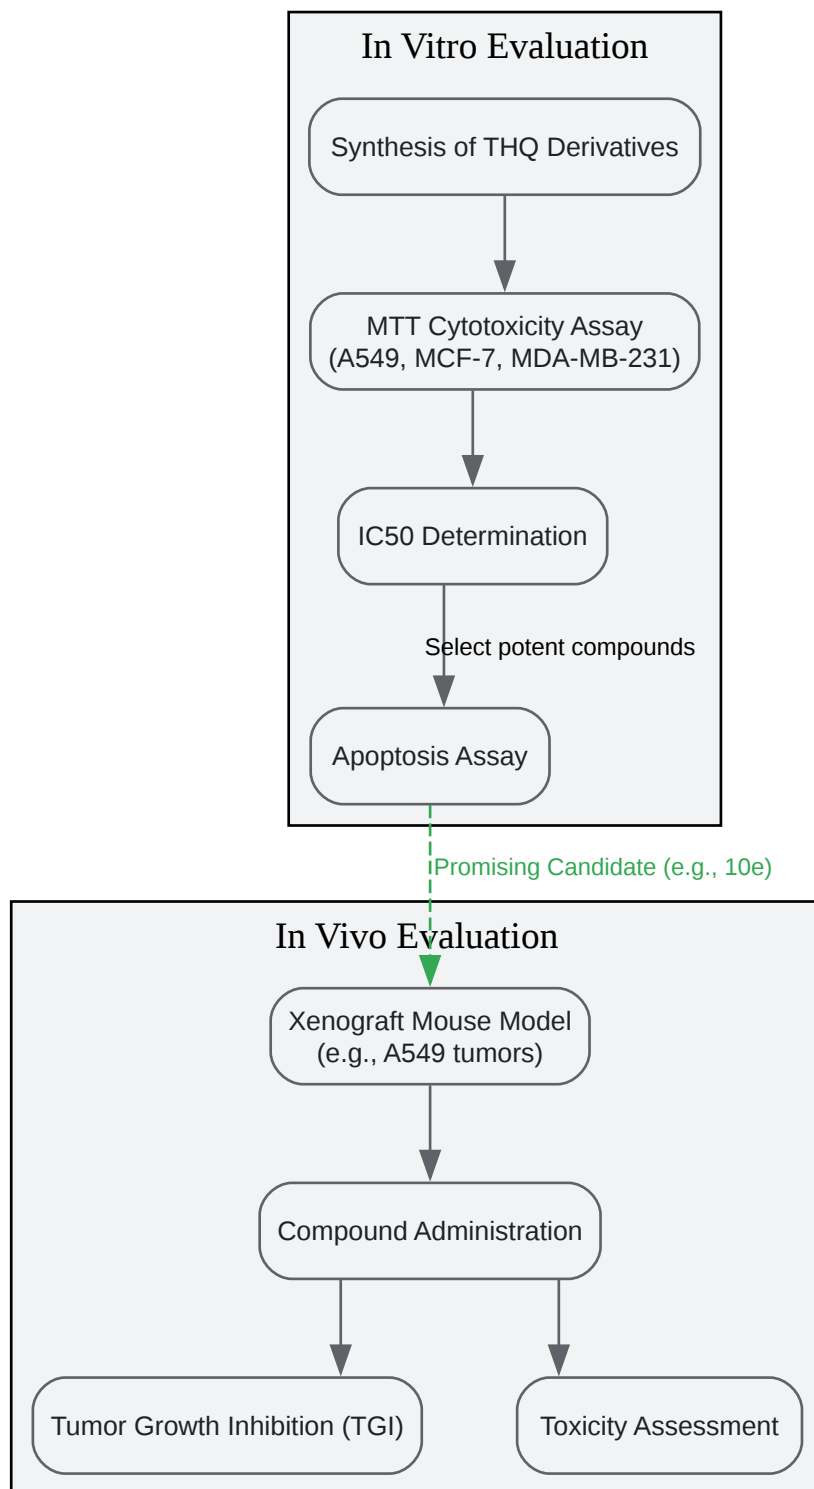 In Vitro Evaluation
Synthesis of THQ Derivatives
MTT Cytotoxicity Assay
(A549, MCF-7, MDA-MB-231)
IC50 Determination
Select potent compounds
Apoptosis Assay
Promising Candidate (e.g., 10e)
In Vivo Evaluation
Xenograft Mouse Model
(e.g., A549 tumors)
Compound Administration
Tumor Growth Inhibition (TGI)
Toxicity Assessment